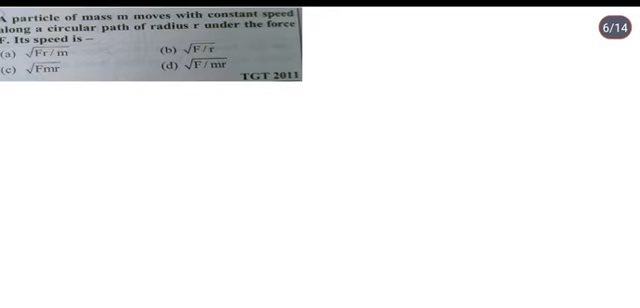 A particle of mass m moves with constant speed
along a circular path of radius r under the force
F. Its speed is –
(a) √Fr/m (b) √F/r
(c) √Fmr (d) √F/mr
TGT 2011
6/14